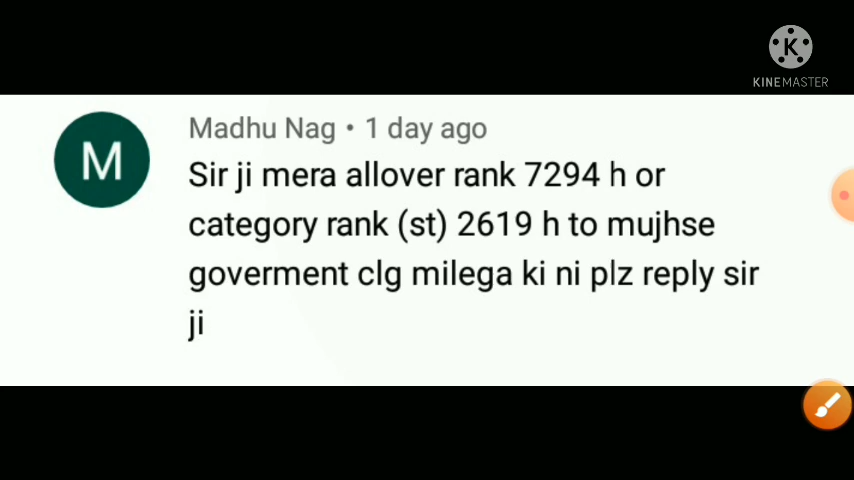 KINEMASTER
Madhu Nag • 1 day ago
M
Sir ji mera allover rank 7294 h or
category rank (st) 2619 h to mujhse
goverment clg milega ki ni plz reply sir
ji